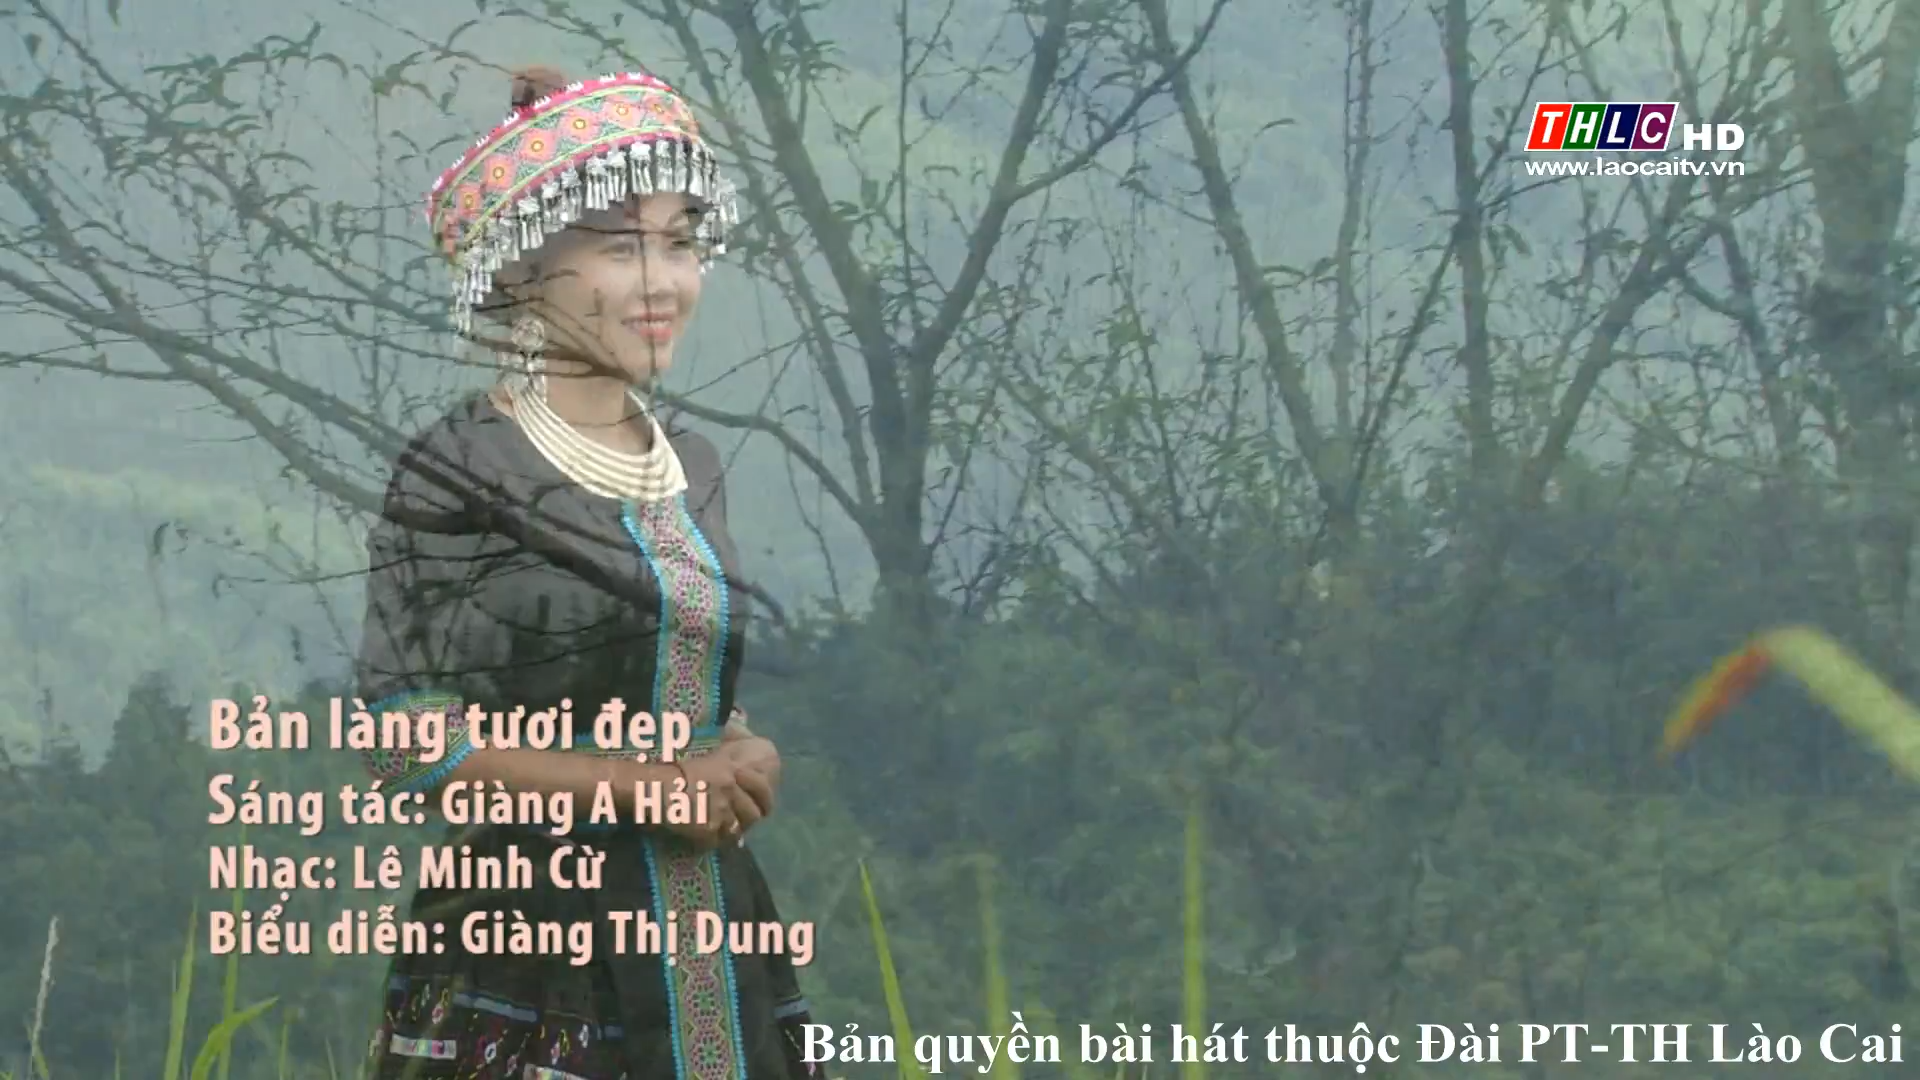 THLC HD
www.laocaitv.vn
Bản làng tươi đẹp
Sáng tác: Giàng A Hải
Nhạc: Lê Minh Cừ
Biểu diễn: Giàng Thị Dung
Bản quyền bài hát thuộc Đài PT-TH Lào Cai